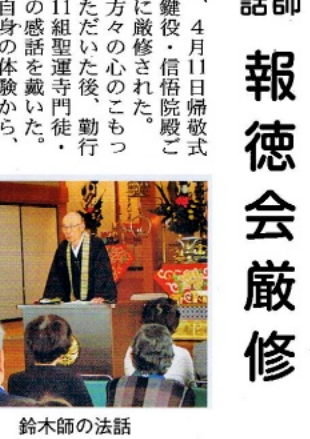 話師
報徳会厳修
、４月11日帰敬式
鍵役・信悟院殿ご
に厳修された。
方々の心のこもっ
ただいた後、勤行
11組聖運寺門徒・
の感話を戴いた。
自身の体験から、
鈴木師の法話